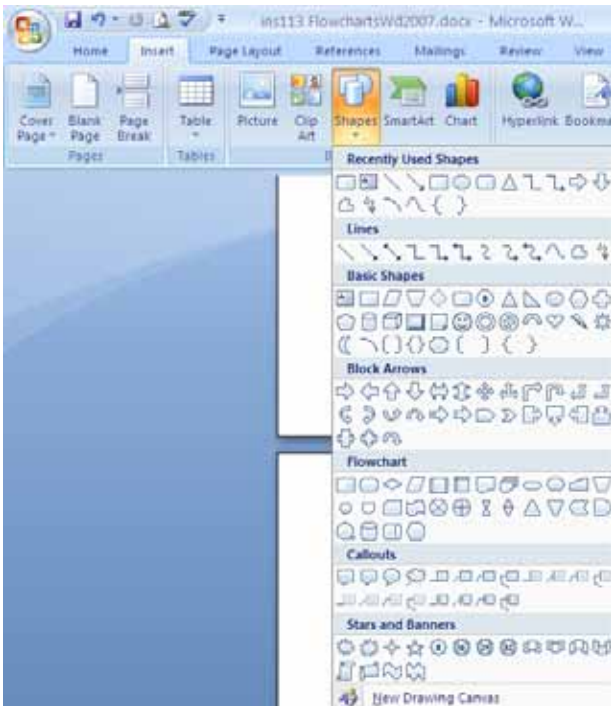 ins113 FlowchartsWd2007.docx - Microsoft W...
Home Insert Page Layout References Mailings Review View
Cover Page Blank Page Page Break Table Picture Clip Art Shapes SmartArt Chart Hyperlink Bookma
Pages Tables
Recently Used Shapes
Lines
Basic Shapes
Block Arrows
Flowchart
Callouts
Stars and Banners
New Drawing Canvas